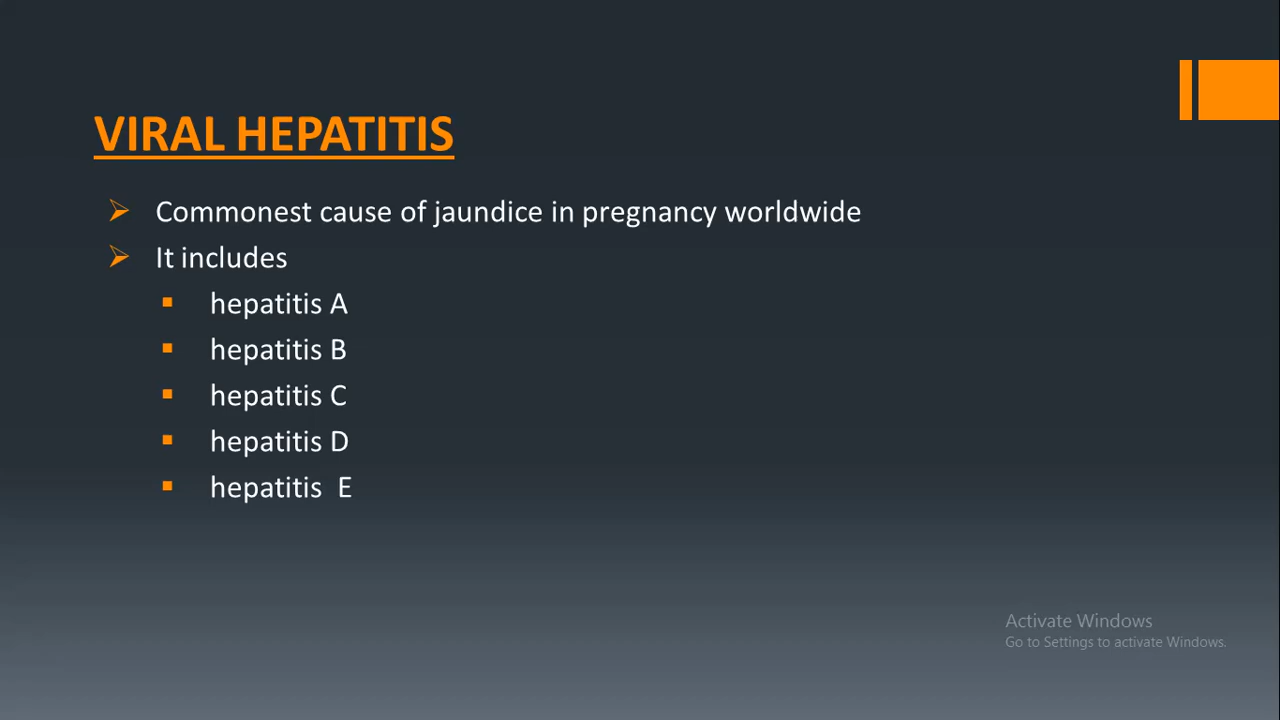 VIRAL HEPATITIS
Commonest cause of jaundice in pregnancy worldwide
It includes
hepatitis A
hepatitis B
hepatitis C
hepatitis D
hepatitis E
Activate Windows
Go to Settings to activate Windows.